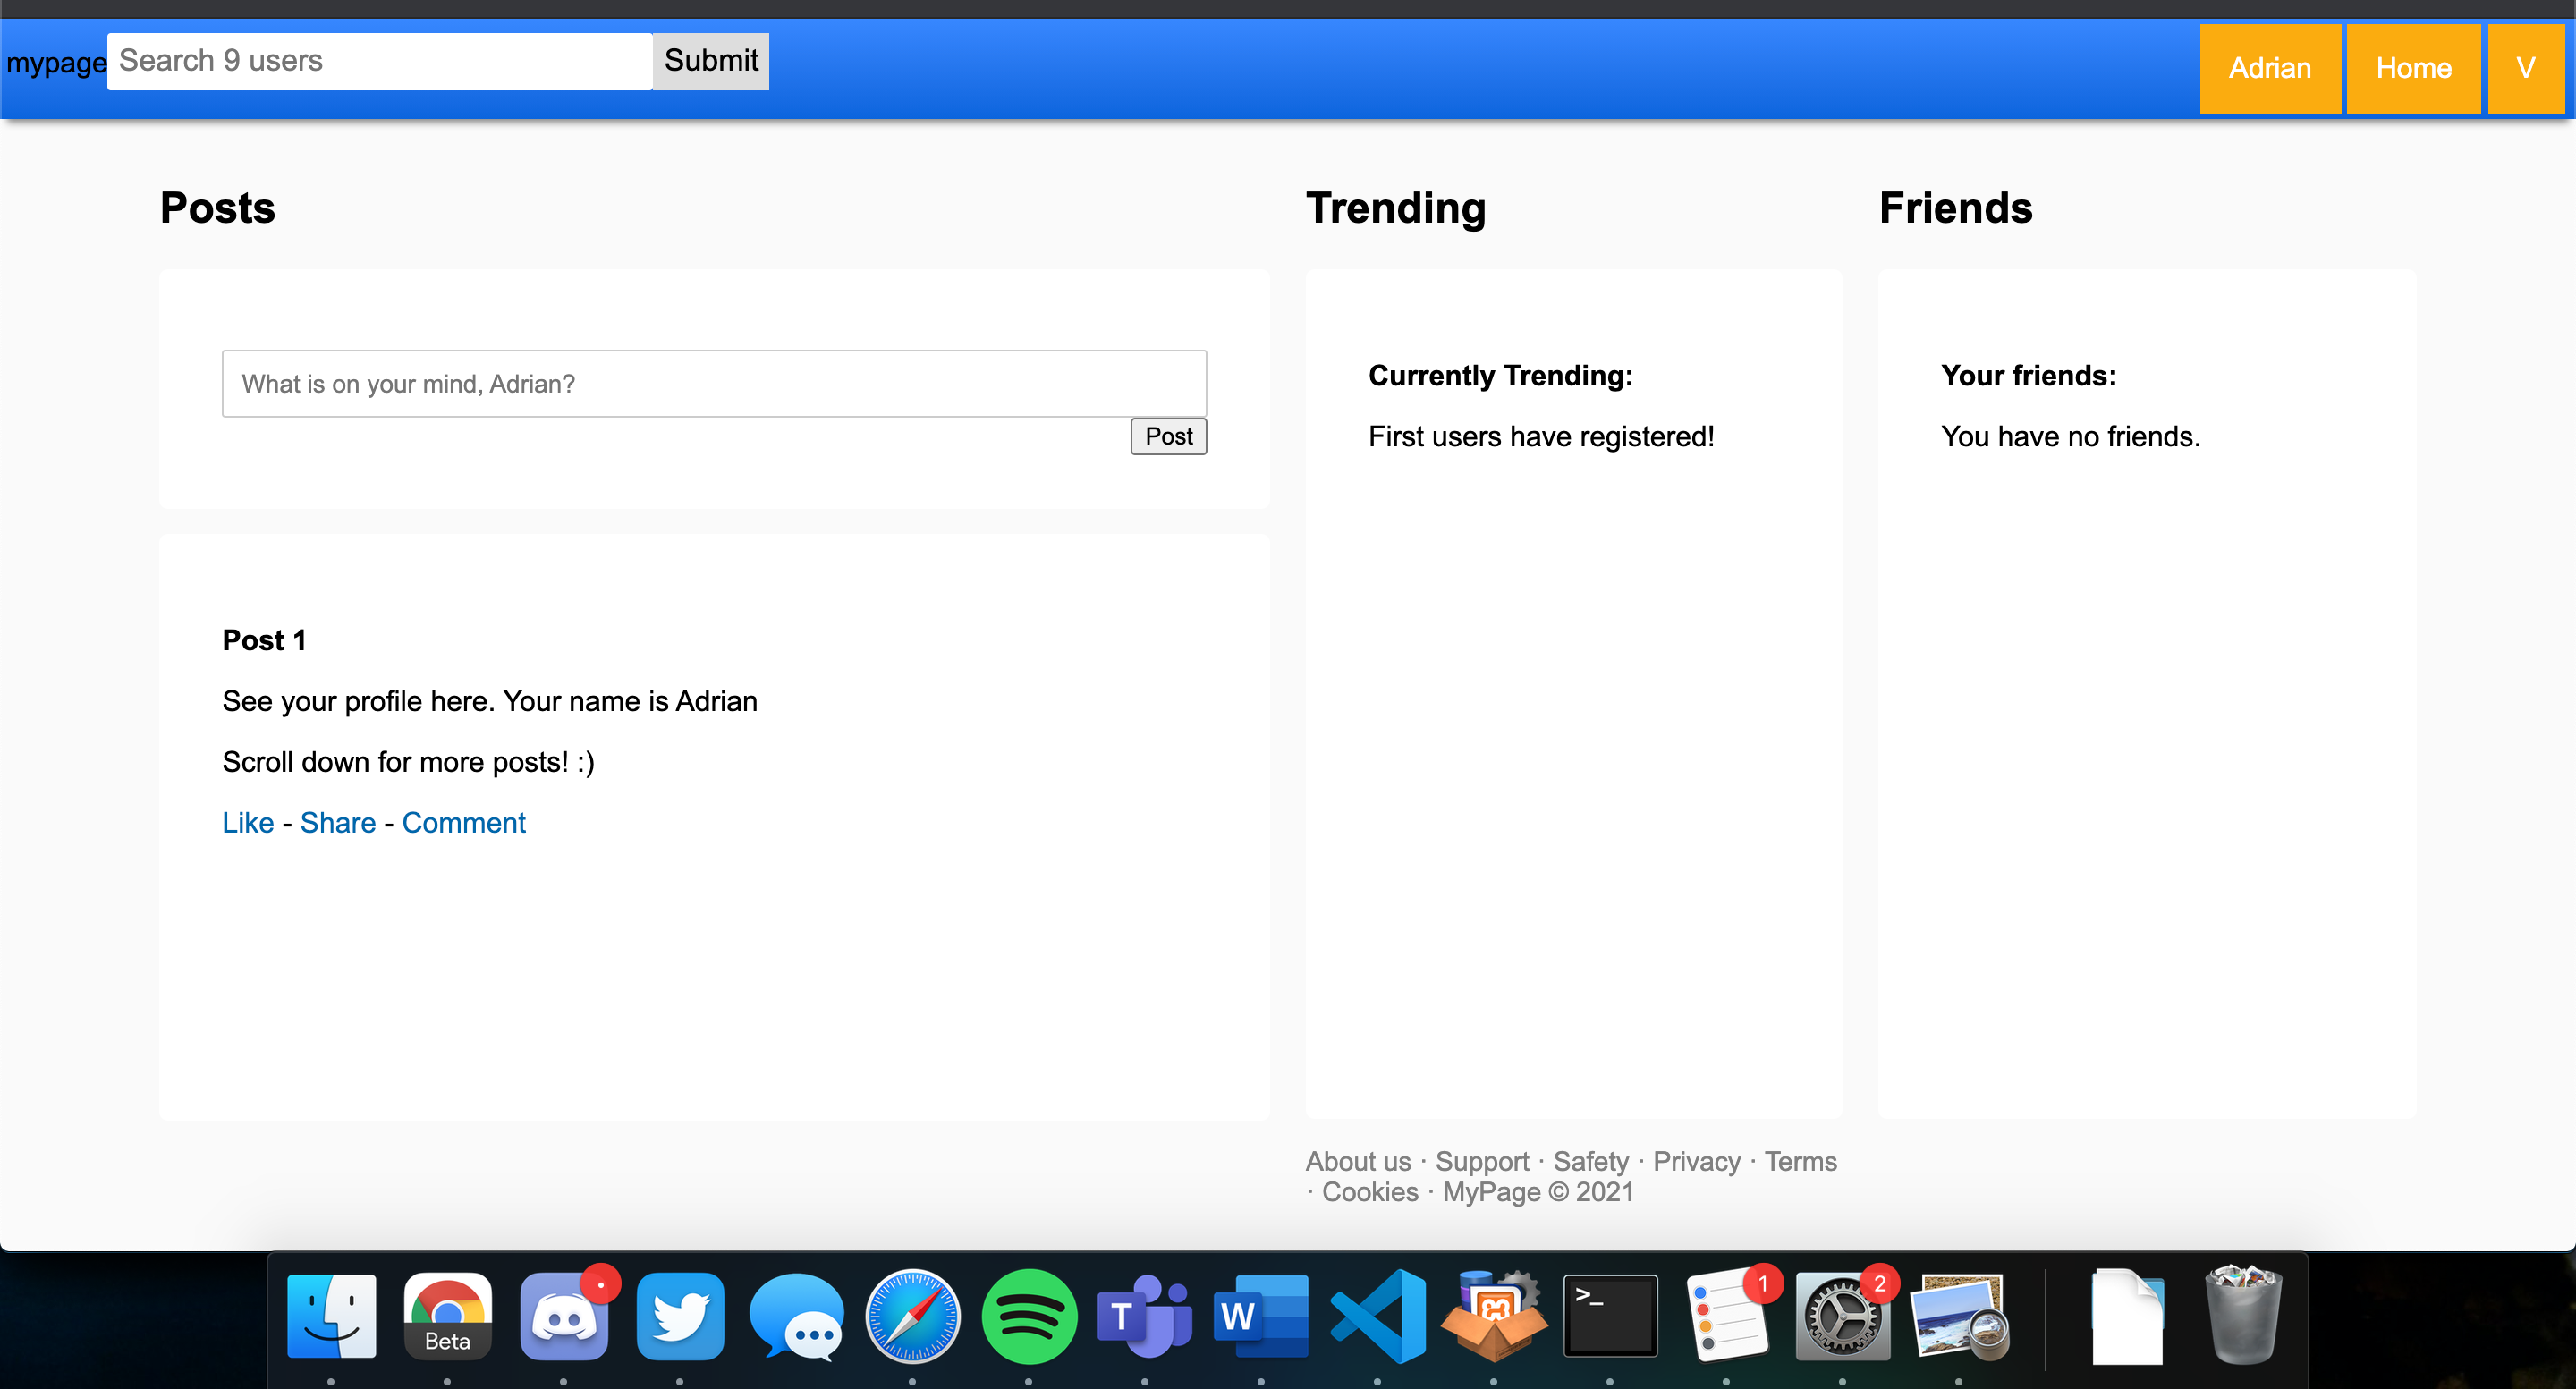 mypage Search 9 users Submit Adrian Home V
Posts
Trending
Friends
What is on your mind, Adrian?
Post
Currently Trending:
First users have registered!
Your friends:
You have no friends.
Post 1
See your profile here. Your name is Adrian
Scroll down for more posts! :)
Like - Share - Comment
About us · Support · Safety · Privacy · Terms
· Cookies · MyPage © 2021
Beta
T
W
>_
1
2